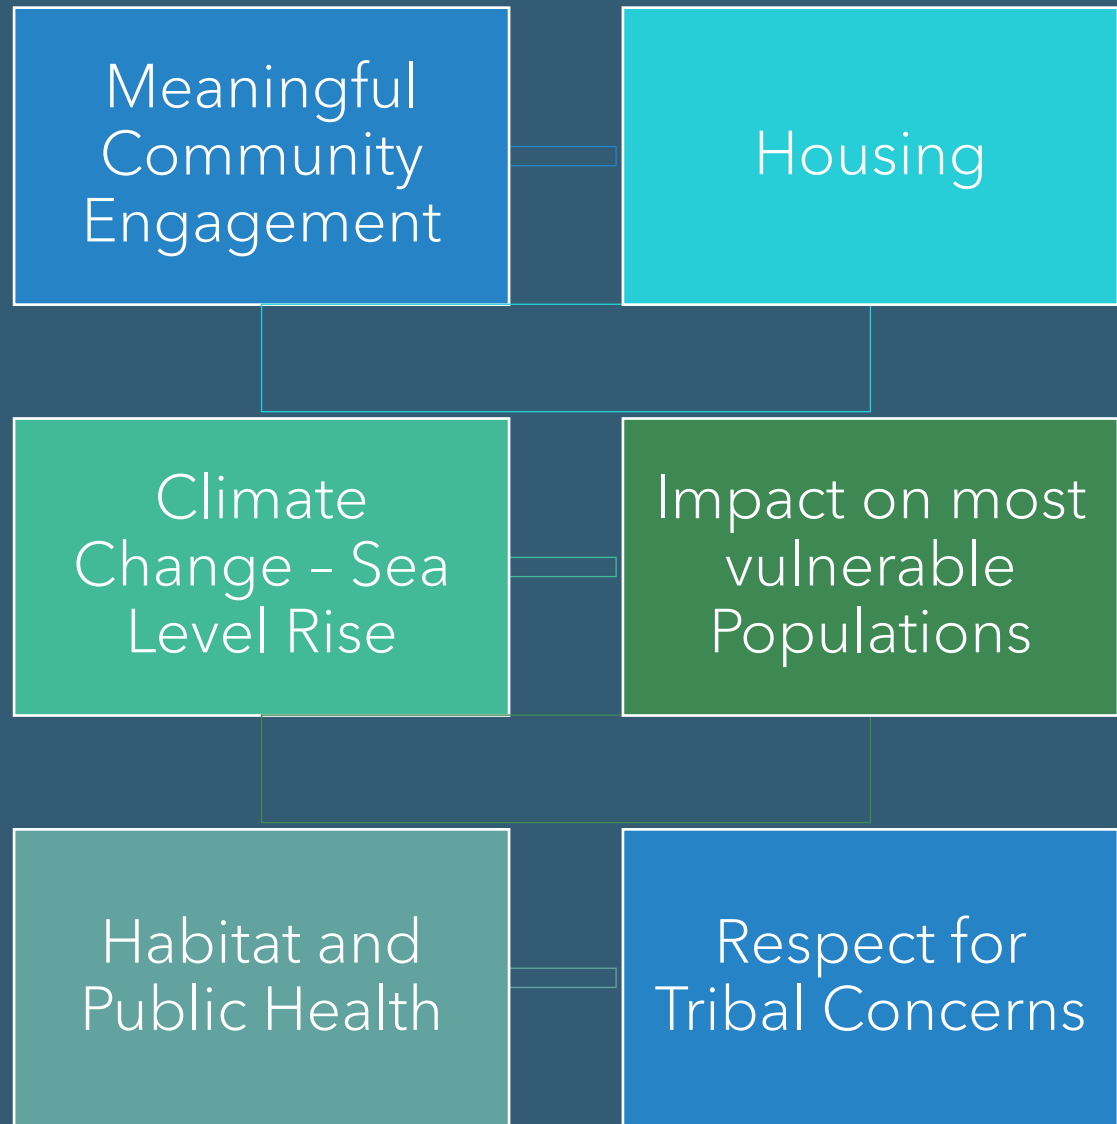 Meaningful
Community
Engagement
Housing
Climate
Change – Sea
Level Rise
Impact on most
vulnerable
Populations
Habitat and
Public Health
Respect for
Tribal Concerns